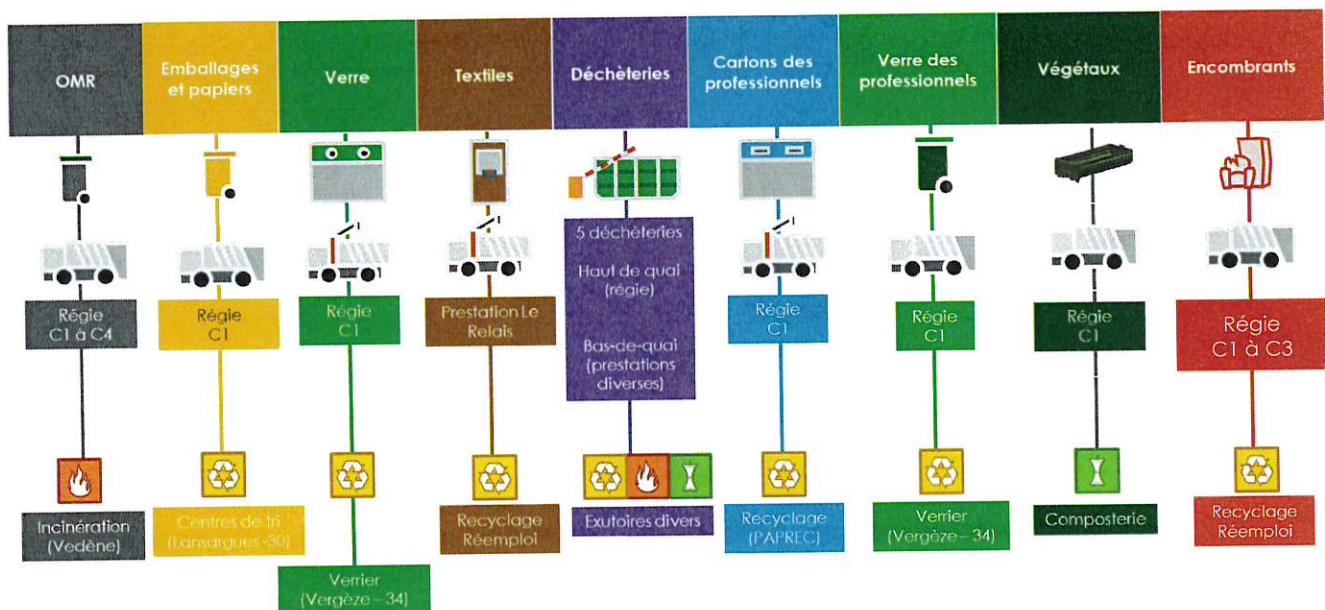 OMR
Emballages
et papiers
Verre
Textiles
Déchèteries
Cartons des
professionnels
Verre des
professionnels
Végétaux
Encombrants
Régie
C1 à C4
Régie
C1
Régie
C1
Prestation Le
Relais
5 déchèteries
Haut de quai
(régie)
Bas-de-quai
(prestations
diverses)
Régie
C1
Régie
C1
Régie
C1
Régie
C1 à C3
Incinération
(Vedène)
Centres de tri
(Lansargues -30)
Verrier
(Vergèze – 34)
Recyclage
Réemploi
Exutoires divers
Recyclage
(PAPREC)
Verrier
(Vergèze – 34)
Composterie
Recyclage
Réemploi